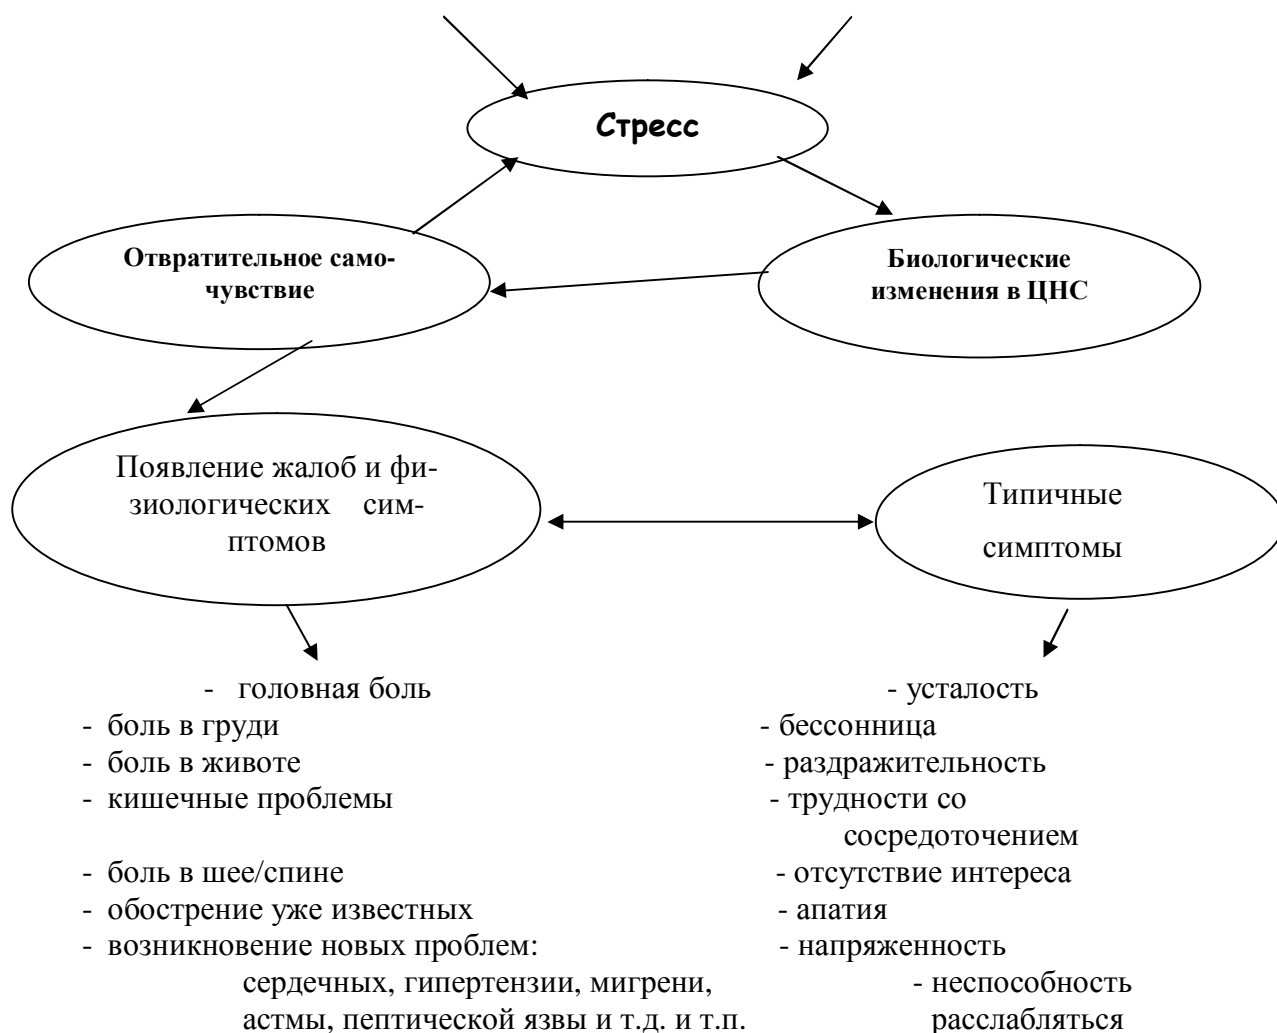 Стресс
Отвратительное само-
чувствие
Биологические
изменения в ЦНС
Появление жалоб и фи-
зиологических сим-
птомов
Типичные
симптомы
- головная боль
- боль в груди
- боль в животе
- кишечные проблемы
- боль в шее/спине
- обострение уже известных
- возникновение новых проблем:
сердечных, гипертензии, мигрени,
астмы, пептической язвы и т.д. и т.п.
- усталость
- бессонница
- раздражительность
- трудности со
сосредоточением
- отсутствие интереса
- апатия
- напряженность
- неспособность
расслабляться